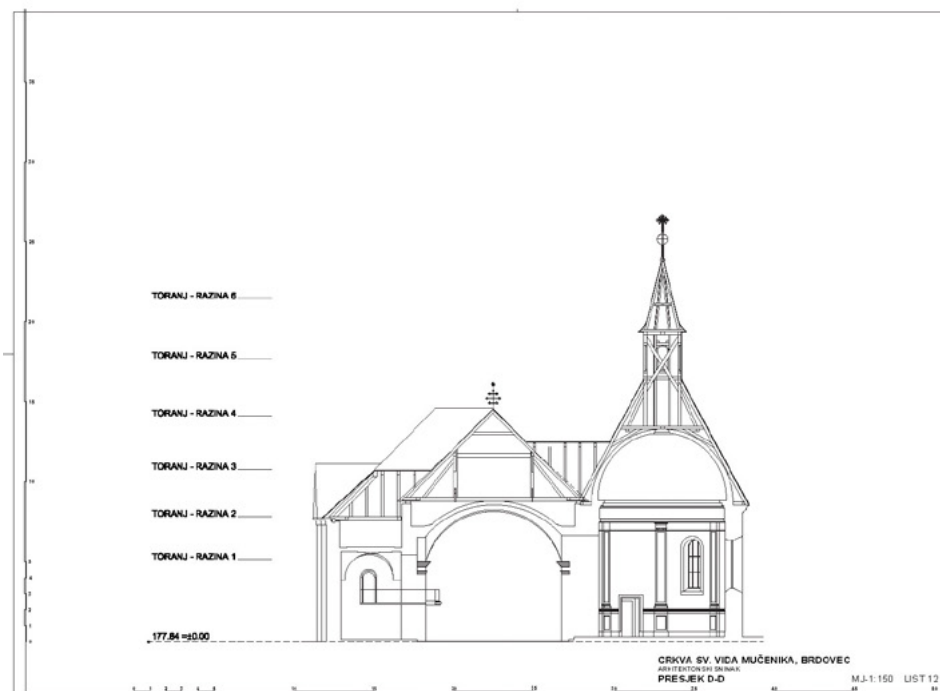 TORANJ - RAZINA 6
TORANJ - RAZINA 5
TORANJ - RAZINA 4
TORANJ - RAZINA 3
TORANJ - RAZINA 2
TORANJ - RAZINA 1
177.84 =±0.00
CRKVA SV. VIDA MUČENIKA, BRDOVEC
ARHITEKTONSKI SNIMAK
PRESJEK D-D
MJ-1:150 LIST 12